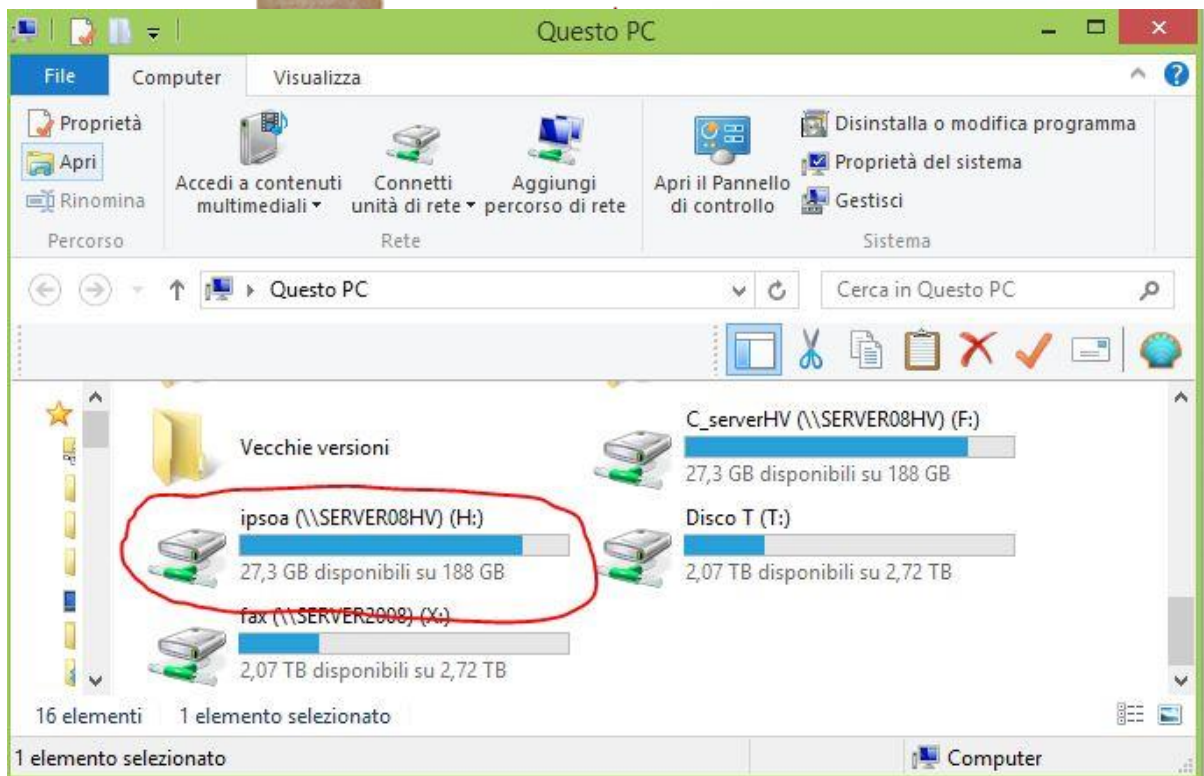 Questo PC
File Computer Visualizza
Proprietà
Apri
Rinomina
Accedi a contenuti
multimediali
Connetti
unità di rete
Aggiungi
percorso di rete
Apri il Pannello
di controllo
Disinstalla o modifica programma
Proprietà del sistema
Gestisci
Percorso Rete Sistema
Questo PC Cerca in Questo PC
Vecchie versioni
C_serverHV (\\SERVER08HV) (F:)
27,3 GB disponibili su 188 GB
ipsoa (\\SERVER08HV) (H:)
27,3 GB disponibili su 188 GB
Disco T (T:)
2,07 TB disponibili su 2,72 TB
fax (\\SERVER2008) (X:)
2,07 TB disponibili su 2,72 TB
16 elementi 1 elemento selezionato
1 elemento selezionato Computer